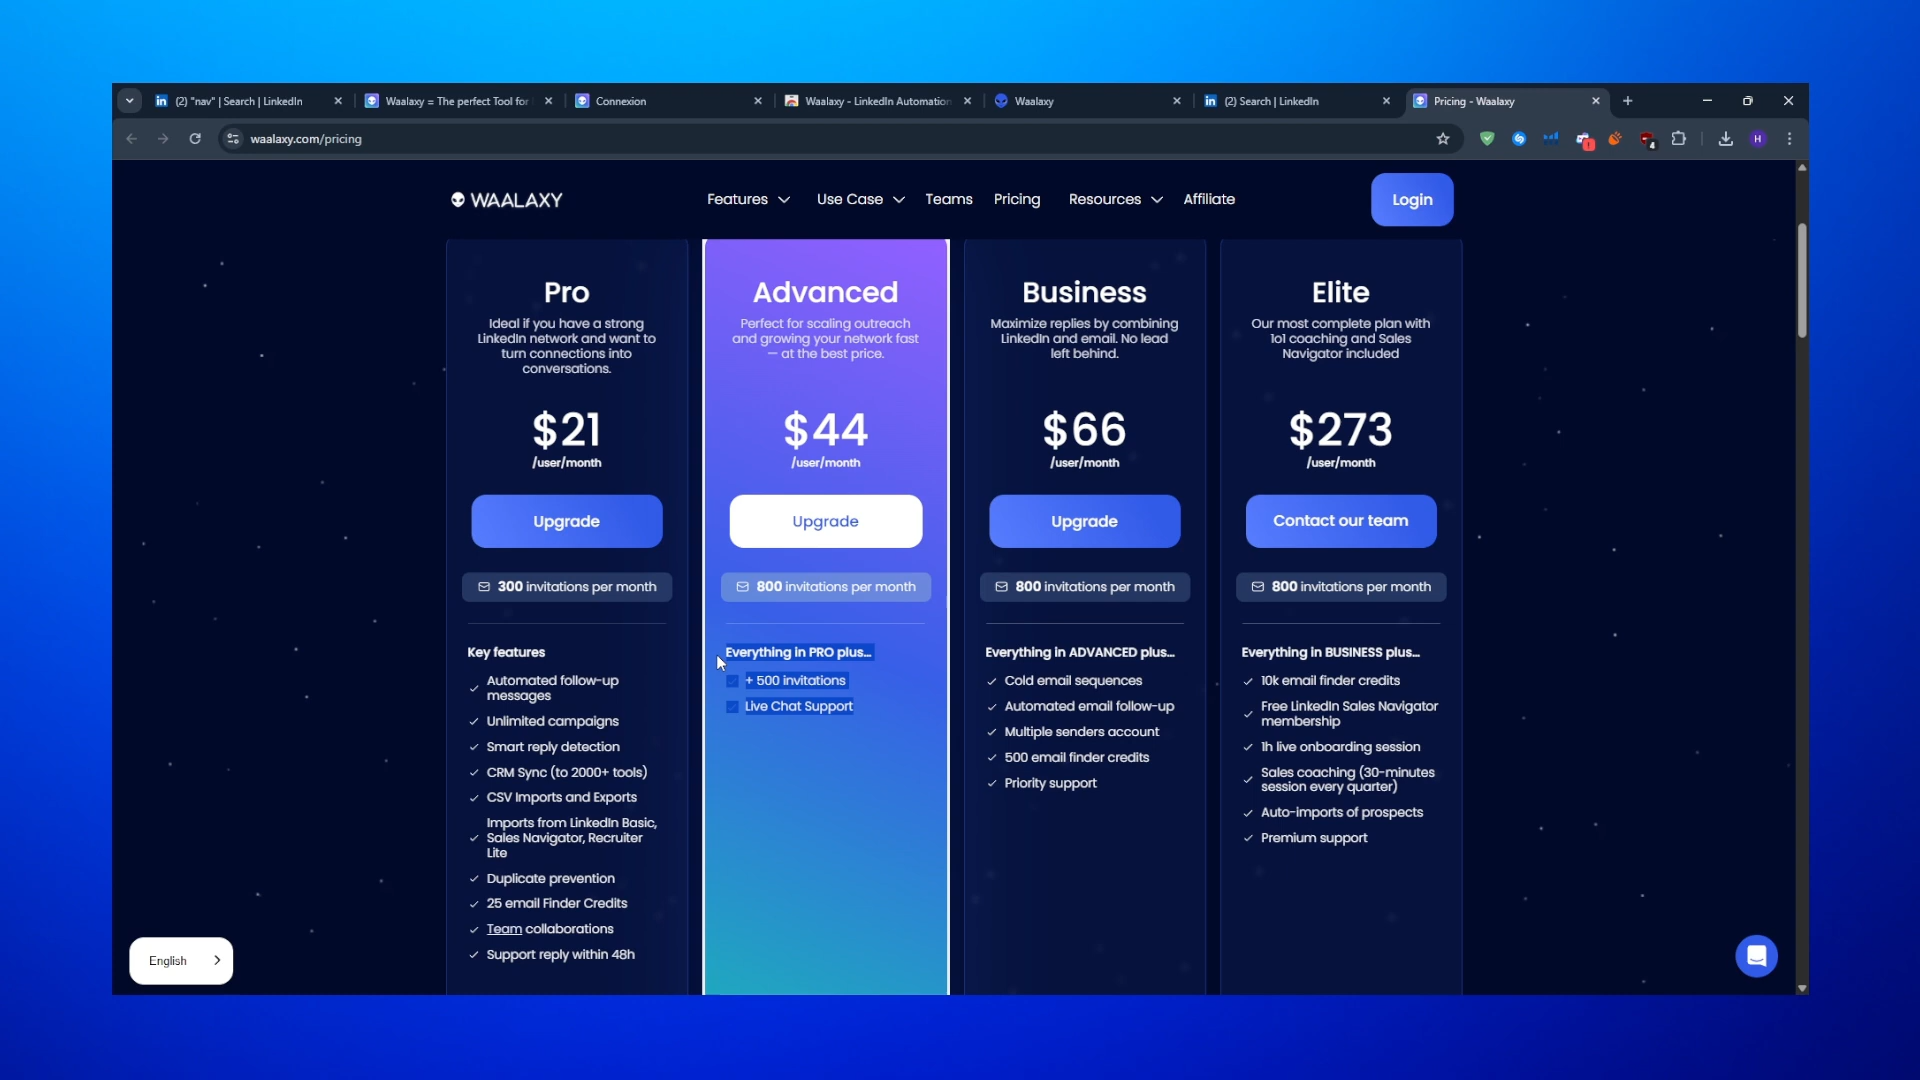 (2) "nav" | Search | LinkedIn
Waalaxy = The perfect Tool for
Connexion
Waalaxy - LinkedIn Automation
Waalaxy
(2) Search | LinkedIn
Pricing - Waalaxy
waalaxy.com/pricing
4
H
WAALAXY
Features
Use Case
Teams
Pricing
Resources
Affiliate
Login
Pro
Ideal if you have a strong
LinkedIn network and want to
turn connections into
conversations.
$21
/user/month
Upgrade
300 invitations per month
Key features
Automated follow-up
messages
Unlimited campaigns
Smart reply detection
CRM Sync (to 2000+ tools)
CSV Imports and Exports
Imports from LinkedIn Basic,
Sales Navigator, Recruiter
Lite
Duplicate prevention
25 email Finder Credits
Team collaborations
Support reply within 48h
Advanced
Perfect for scaling outreach
and growing your network fast
— at the best price.
$44
/user/month
Upgrade
800 invitations per month
Everything in PRO plus...
+ 500 invitations
Live Chat Support
Business
Maximize replies by combining
LinkedIn and email. No lead
left behind.
$66
/user/month
Upgrade
800 invitations per month
Everything in ADVANCED plus...
Cold email sequences
Automated email follow-up
Multiple senders account
500 email finder credits
Priority support
Elite
Our most complete plan with
1o1 coaching and Sales
Navigator included
$273
/user/month
Contact our team
800 invitations per month
Everything in BUSINESS plus...
10k email finder credits
Free LinkedIn Sales Navigator
membership
1h live onboarding session
Sales coaching (30-minutes
session every quarter)
Auto-imports of prospects
Premium support
English